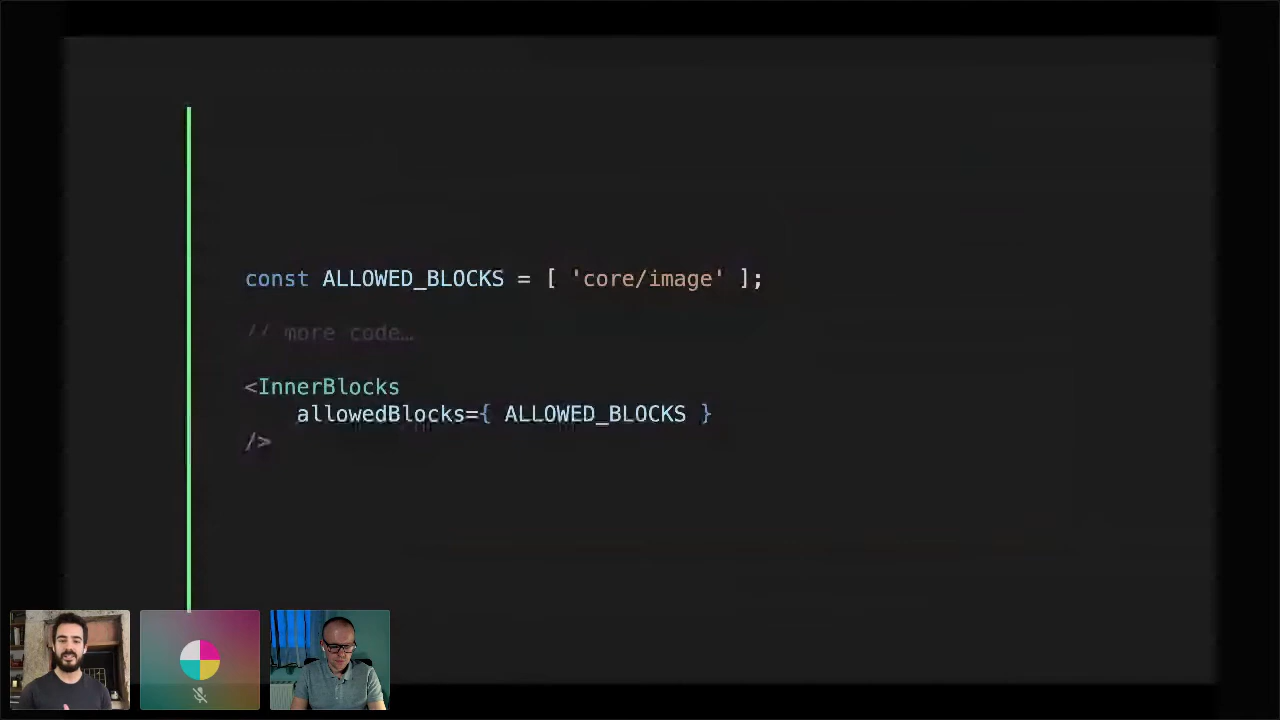 const ALLOWED_BLOCKS = [ 'core/image' ];
// more code…
<InnerBlocks
allowedBlocks={ ALLOWED_BLOCKS }
/>